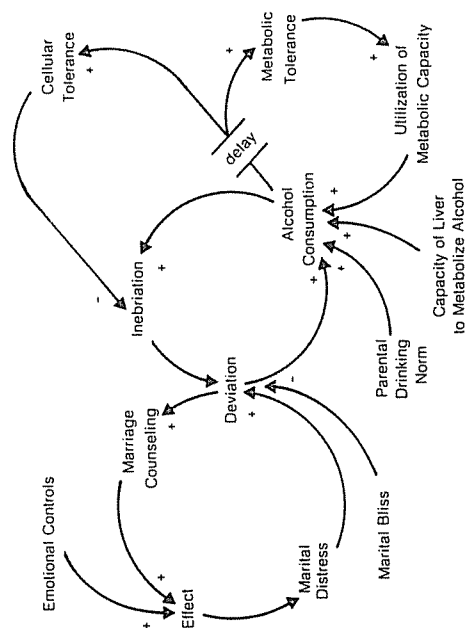 Emotional Controls
Cellular
Tolerance
+
-
Marriage
Counseling
+
Inebriation
+
+
+
Effect
Deviation
+
-
delay
+
Metabolic
Tolerance
Alcohol
Consumption
+
+
+
+
Marital
Distress
Marital Bliss
Parental
Drinking
Norm
+
Utilization of
Metabolic Capacity
Capacity of Liver
to Metabolize Alcohol